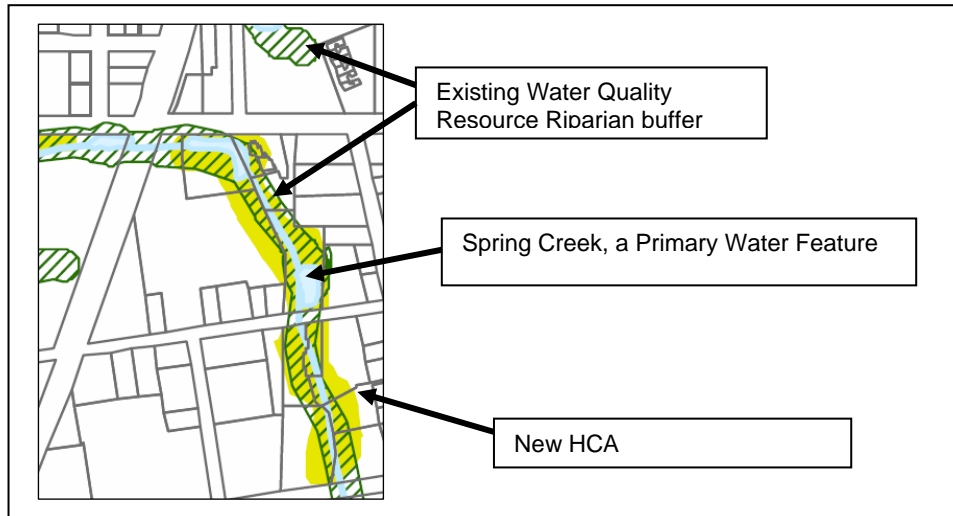 Existing Water Quality
Resource Riparian buffer
Spring Creek, a Primary Water Feature
New HCA